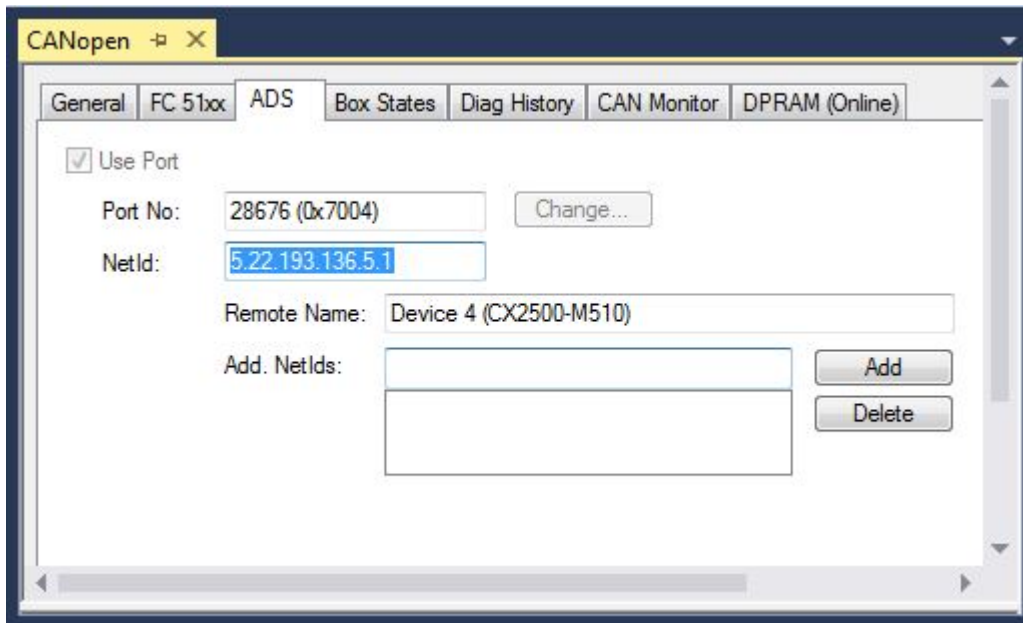 CANopen
General FC 51xx ADS Box States Diag History CAN Monitor DPRAM (Online)
Use Port
Port No: 28676 (0x7004) Change...
NetId: 5.22.193.136.5.1
Remote Name: Device 4 (CX2500-M510)
Add. NetIds: Add
Delete